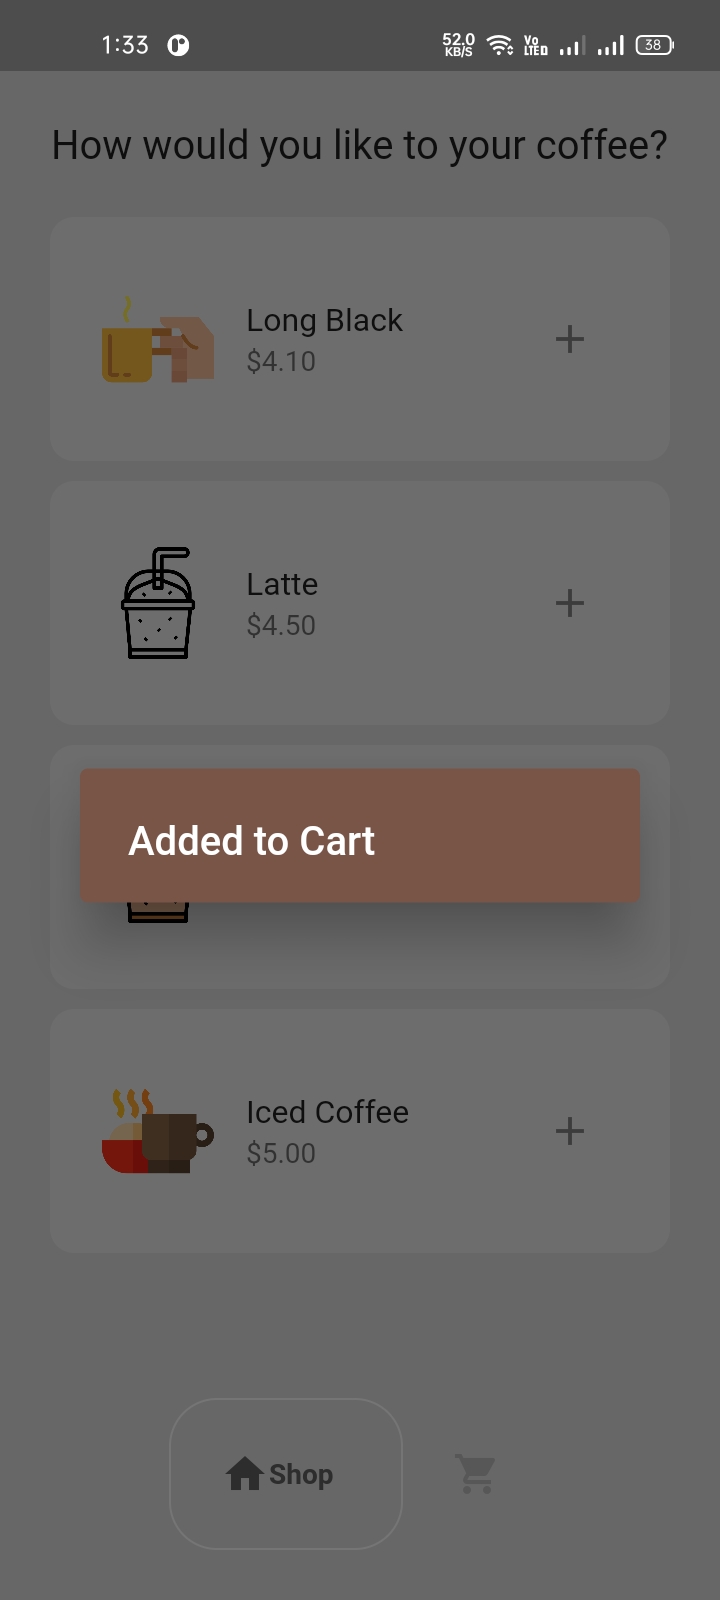 1:33
52.0
KB/S
Vo
LTE
38
How would you like to your coffee?
Long Black
$4.10
Latte
$4.50
Added to Cart
Iced Coffee
$5.00
Shop